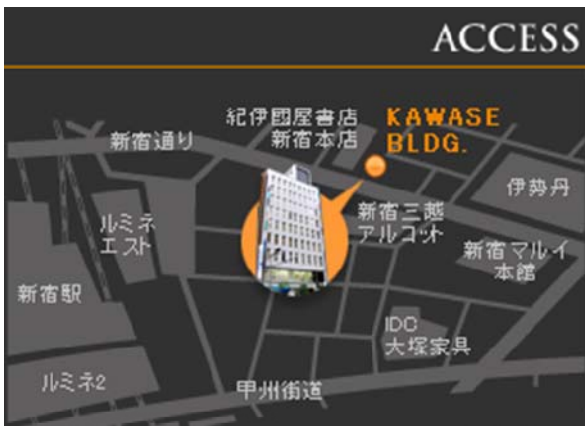 ACCESS
紀伊國屋書店
新宿本店
KAWASE
BLDG.
新宿通り
伊勢丹
ルミネ
エスト
新宿三越
アルコット
新宿マルイ
本館
新宿駅
IDC
大塚家具
ルミネ2
甲州街道